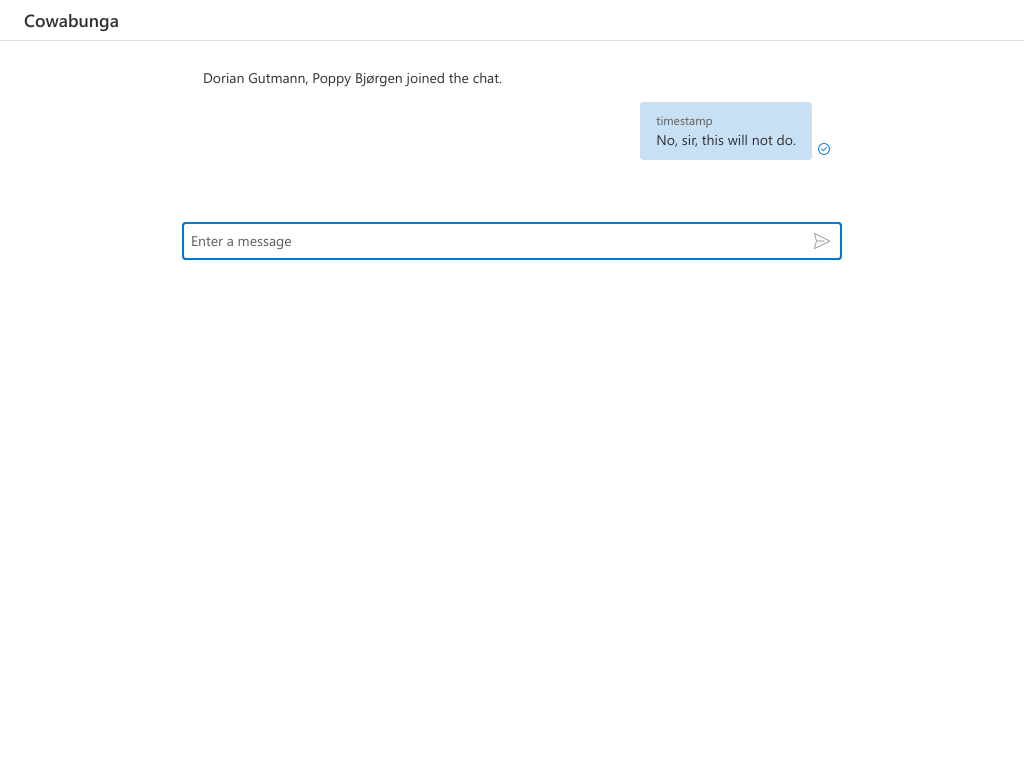 Cowabunga
Dorian Gutmann, Poppy Bjørgen joined the chat.
timestamp
No, sir, this will not do.
Enter a message